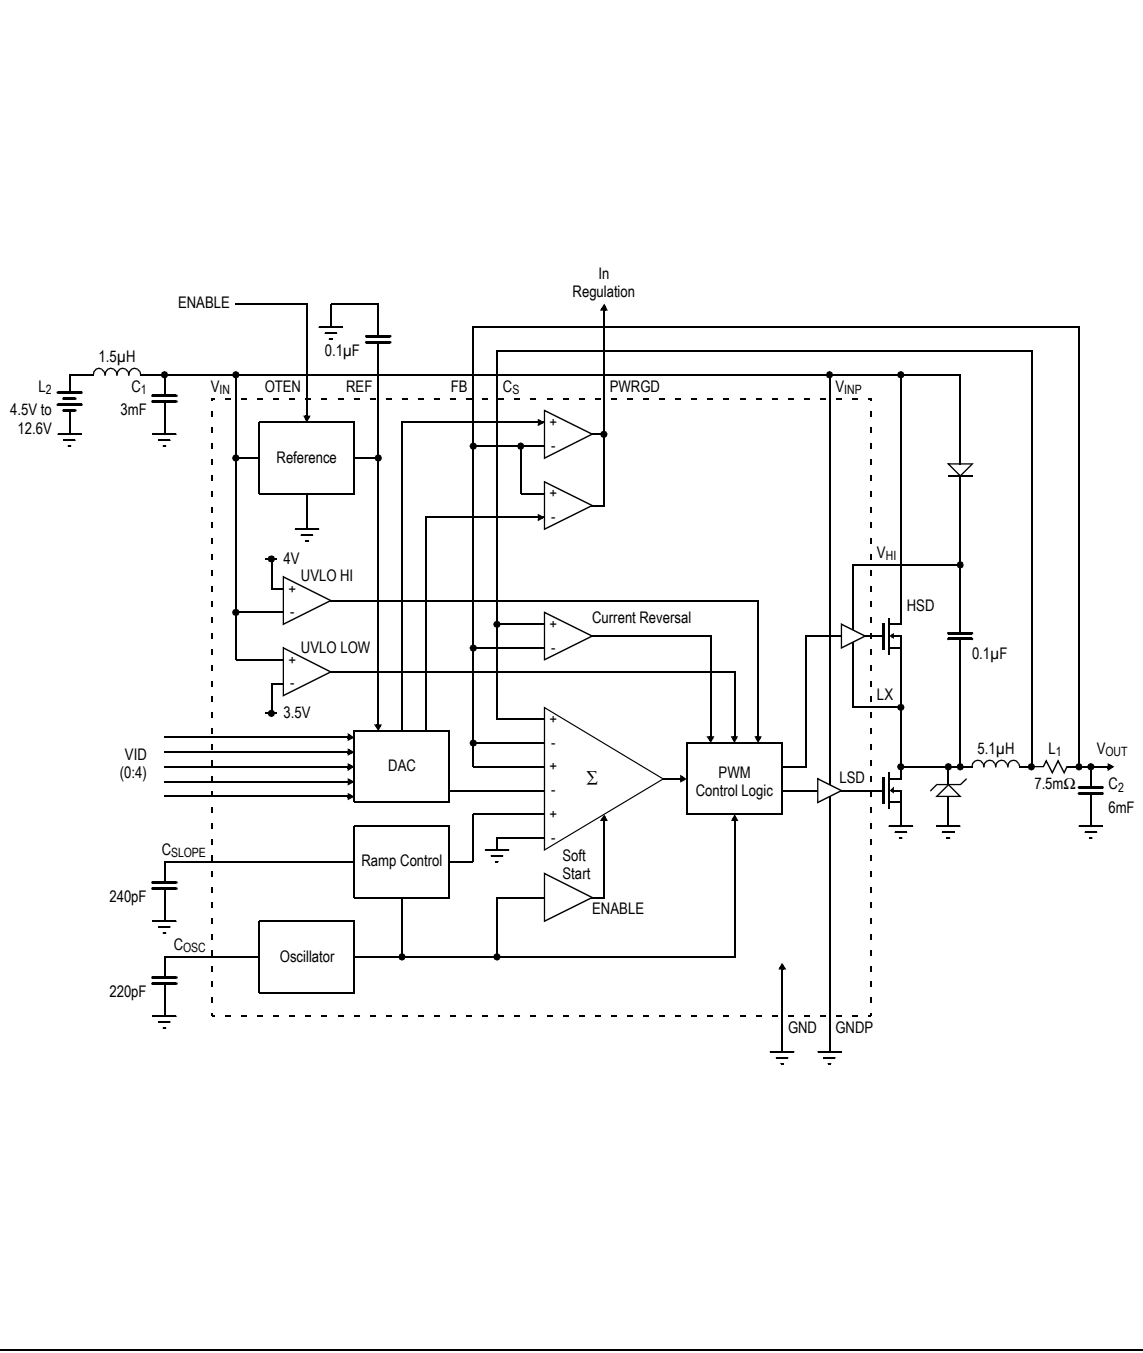 In
Regulation
ENABLE
0.1µF
1.5µH
L2
4.5V to
12.6V
C1
3mF
VIN
OTEN
REF
FB
CS
PWRGD
VINP
+
-
Reference
+
-
4V
UVLO HI
+
-
VHI
HSD
Current Reversal
+
-
0.1µF
UVLO LOW
+
-
3.5V
LX
VID
(0:4)
DAC
+
-
+
-
+
-
Σ
PWM
Control Logic
LSD
5.1µH
L1
7.5mΩ
VOUT
C2
6mF
CSLOPE
240pF
Ramp Control
Soft
Start
ENABLE
COSC
220pF
Oscillator
GND
GNDP